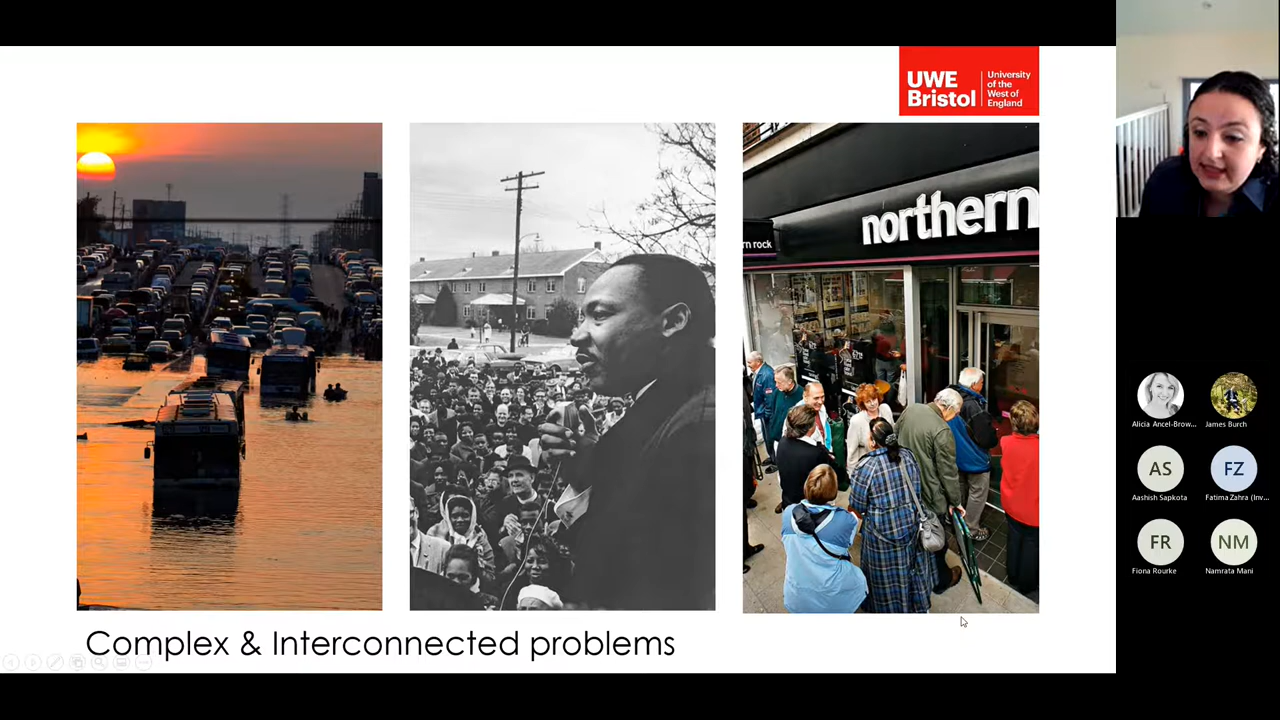 UWE
Bristol
University
of the
West of
England
northern
rn rock
Complex & Interconnected problems
Alicia Ancel-Brow...
James Burch
AS
FZ
Aashish Sapkota
Fatima Zahra (Inv...
FR
NM
Fiona Rourke
Namrata Mani